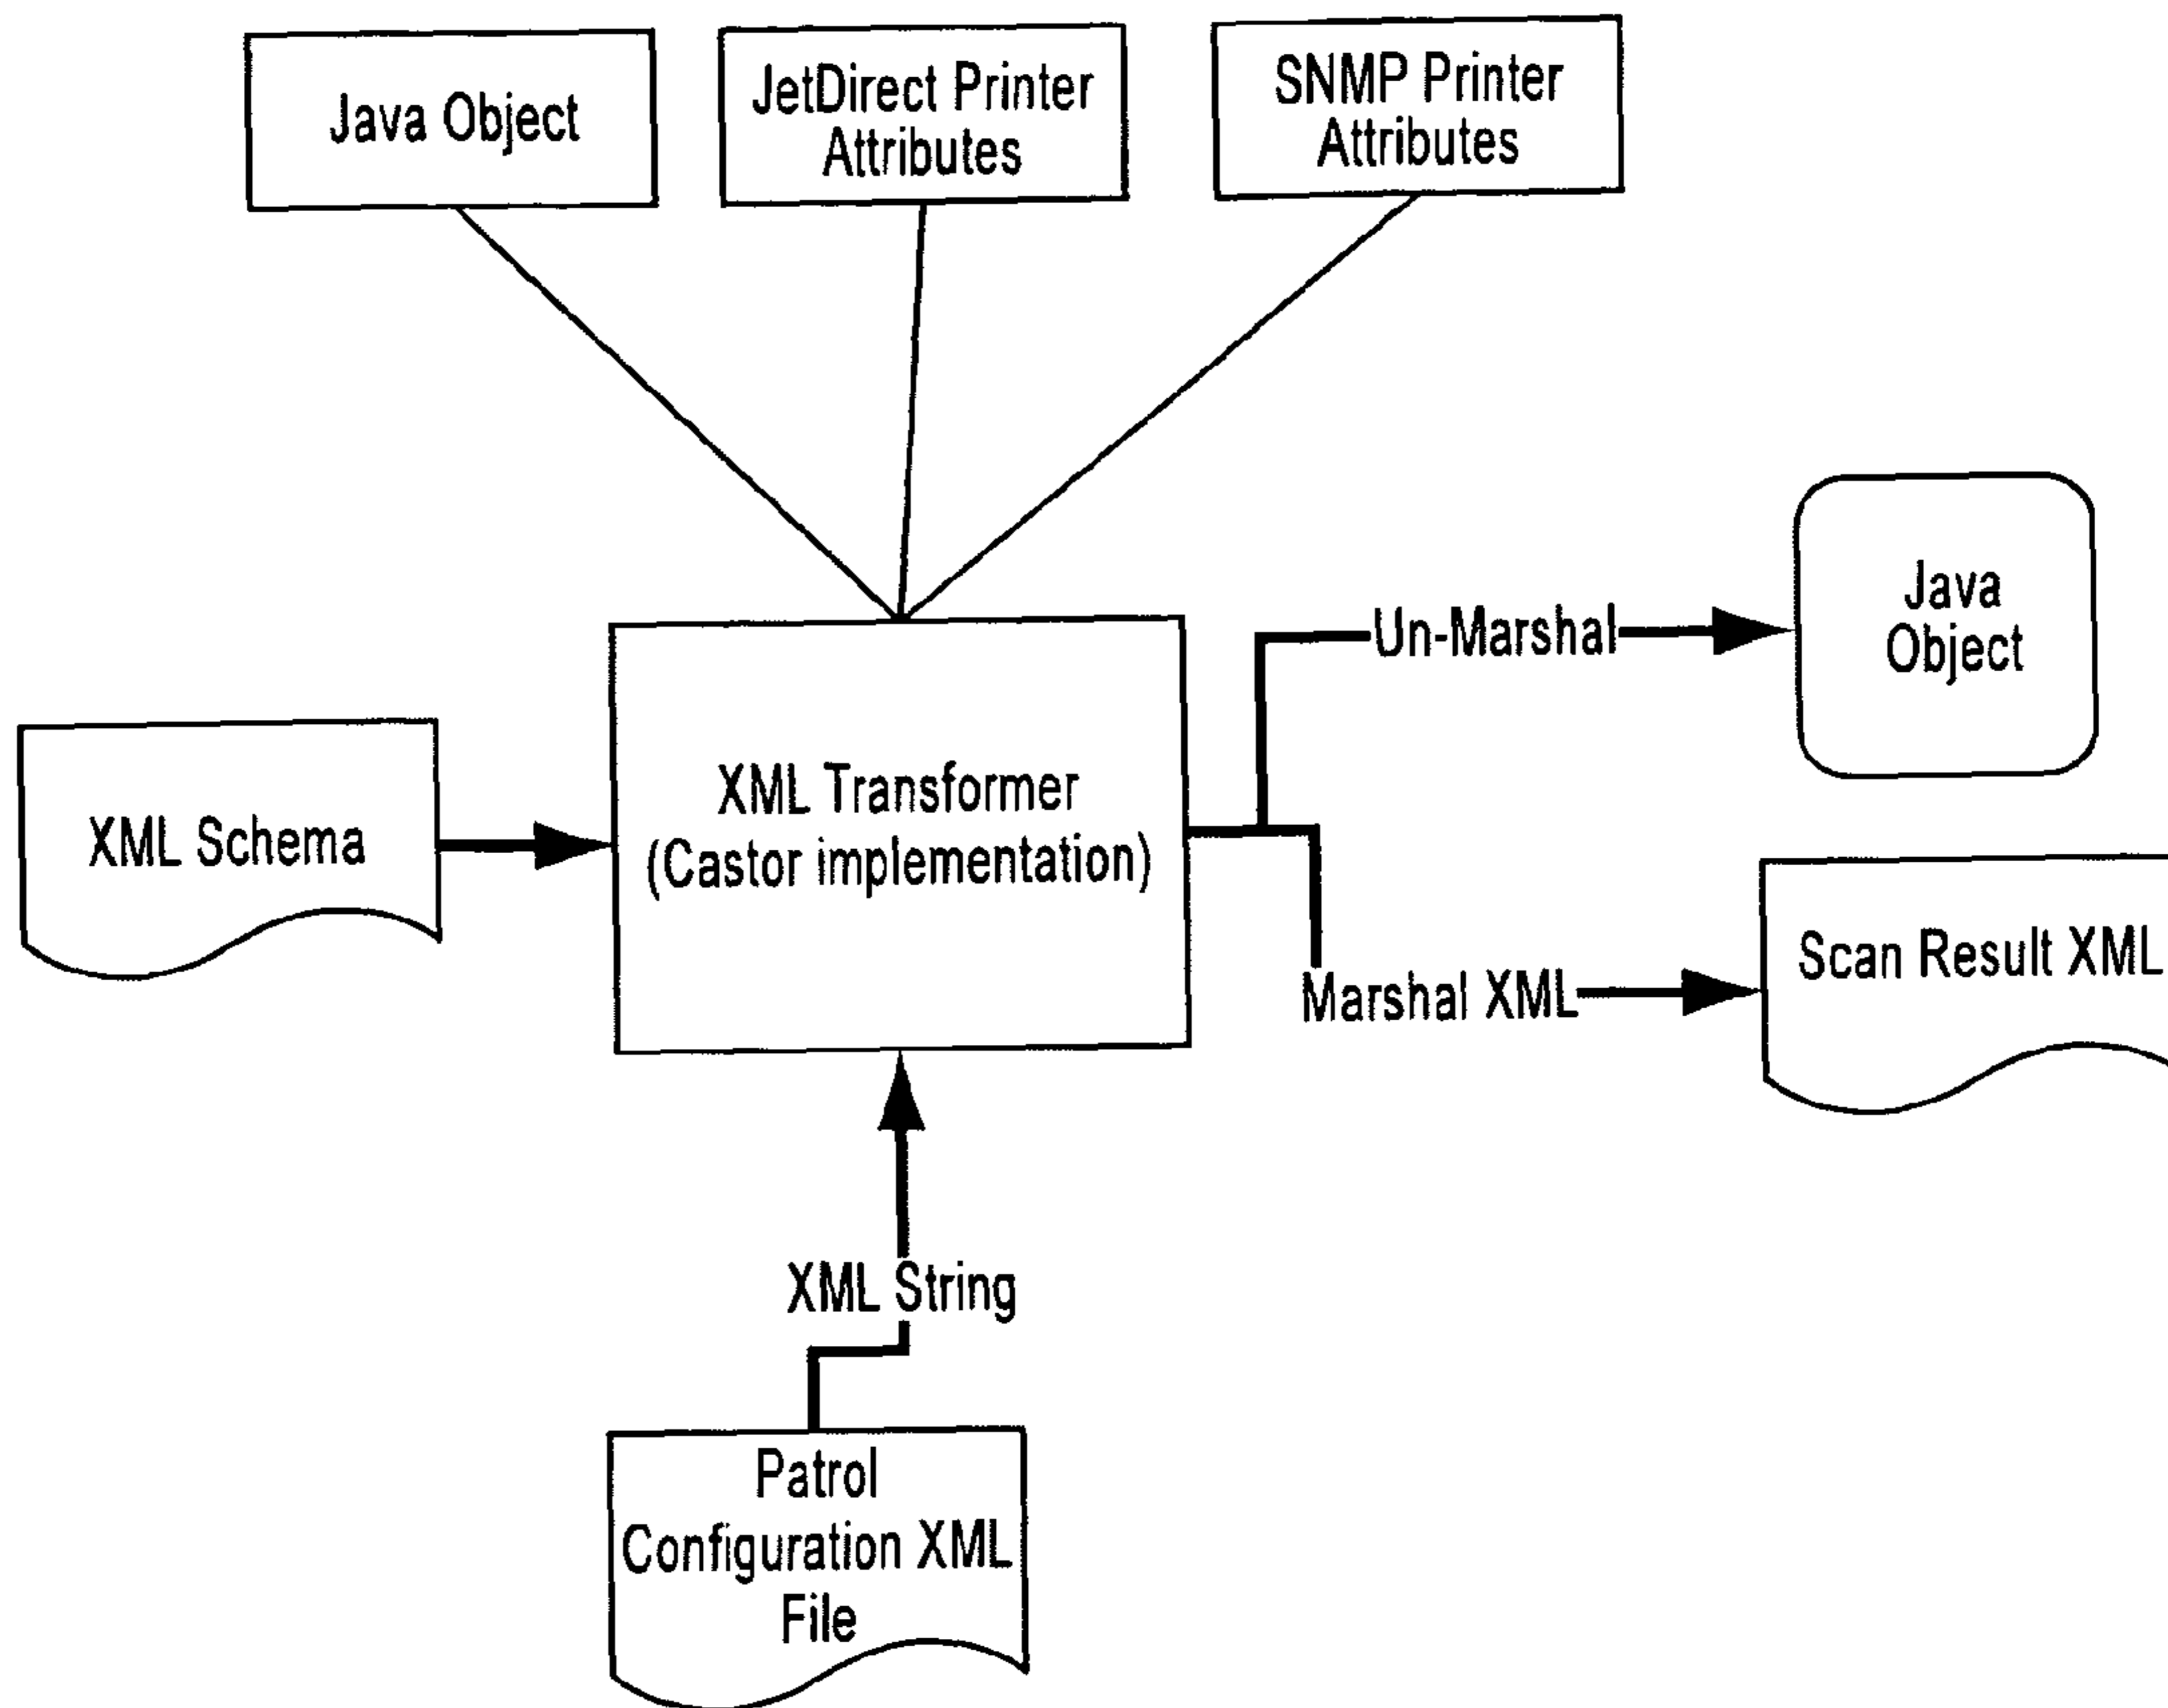 Java Object
JetDirect Printer
Attributes
SNMP Printer
Attributes
Un-Marshal
Java
Object
XML Schema
XML Transformer
(Castor implementation)
Marshal XML
Scan Result XML
XML String
Patrol
Configuration XML
File